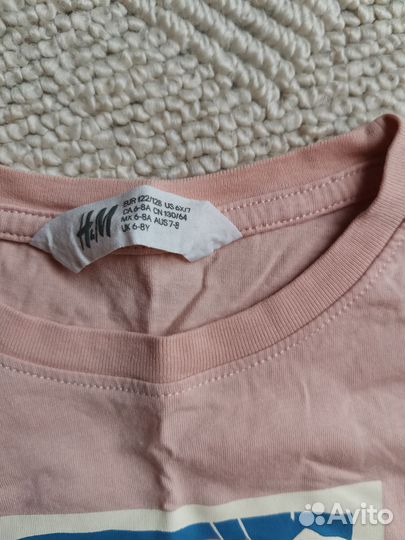 H&M
EUR 122/128 US 6X/7
CA 6-8A CN 130/64
MX 6-8A AUS 7-8
UK 6-8Y
Avito